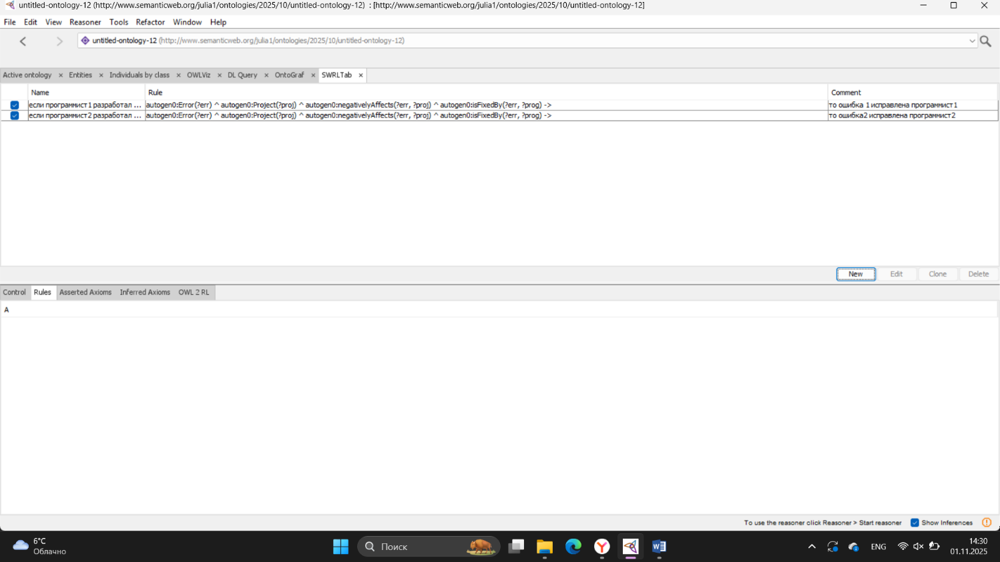 untitled-ontology-12 (http://www.semanticweb.org/julia1/ontologies/2025/10/untitled-ontology-12) : [http://www.semanticweb.org/julia1/ontologies/2025/10/untitled-ontology-12]
File Edit View Reasoner Tools Refactor Window Help
untitled-ontology-12 (http://www.semanticweb.org/julia1/ontologies/2025/10/untitled-ontology-12)
Active ontology × Entities × Individuals by class × OWLViz × DL Query × OntoGraf × SWRLTab ×
Name Rule Comment
если программист1 разработал ... autogen0:Error(?err) ^ autogen0:Project(?proj) ^ autogen0:negativelyAffects(?err, ?proj) ^ autogen0:isFixedBy(?err, ?prog) -> то ошибка 1 исправлена программист1
если программист2 разработал ... autogen0:Error(?err) ^ autogen0:Project(?proj) ^ autogen0:negativelyAffects(?err, ?proj) ^ autogen0:isFixedBy(?err, ?prog) -> то ошибка2 исправлена программист2
New Edit Clone Delete
Control Rules Asserted Axioms Inferred Axioms OWL 2 RL
A
To use the reasoner click Reasoner > Start reasoner Show Inferences
6°C
Облачно
Поиск
ENG
14:30
01.11.2025